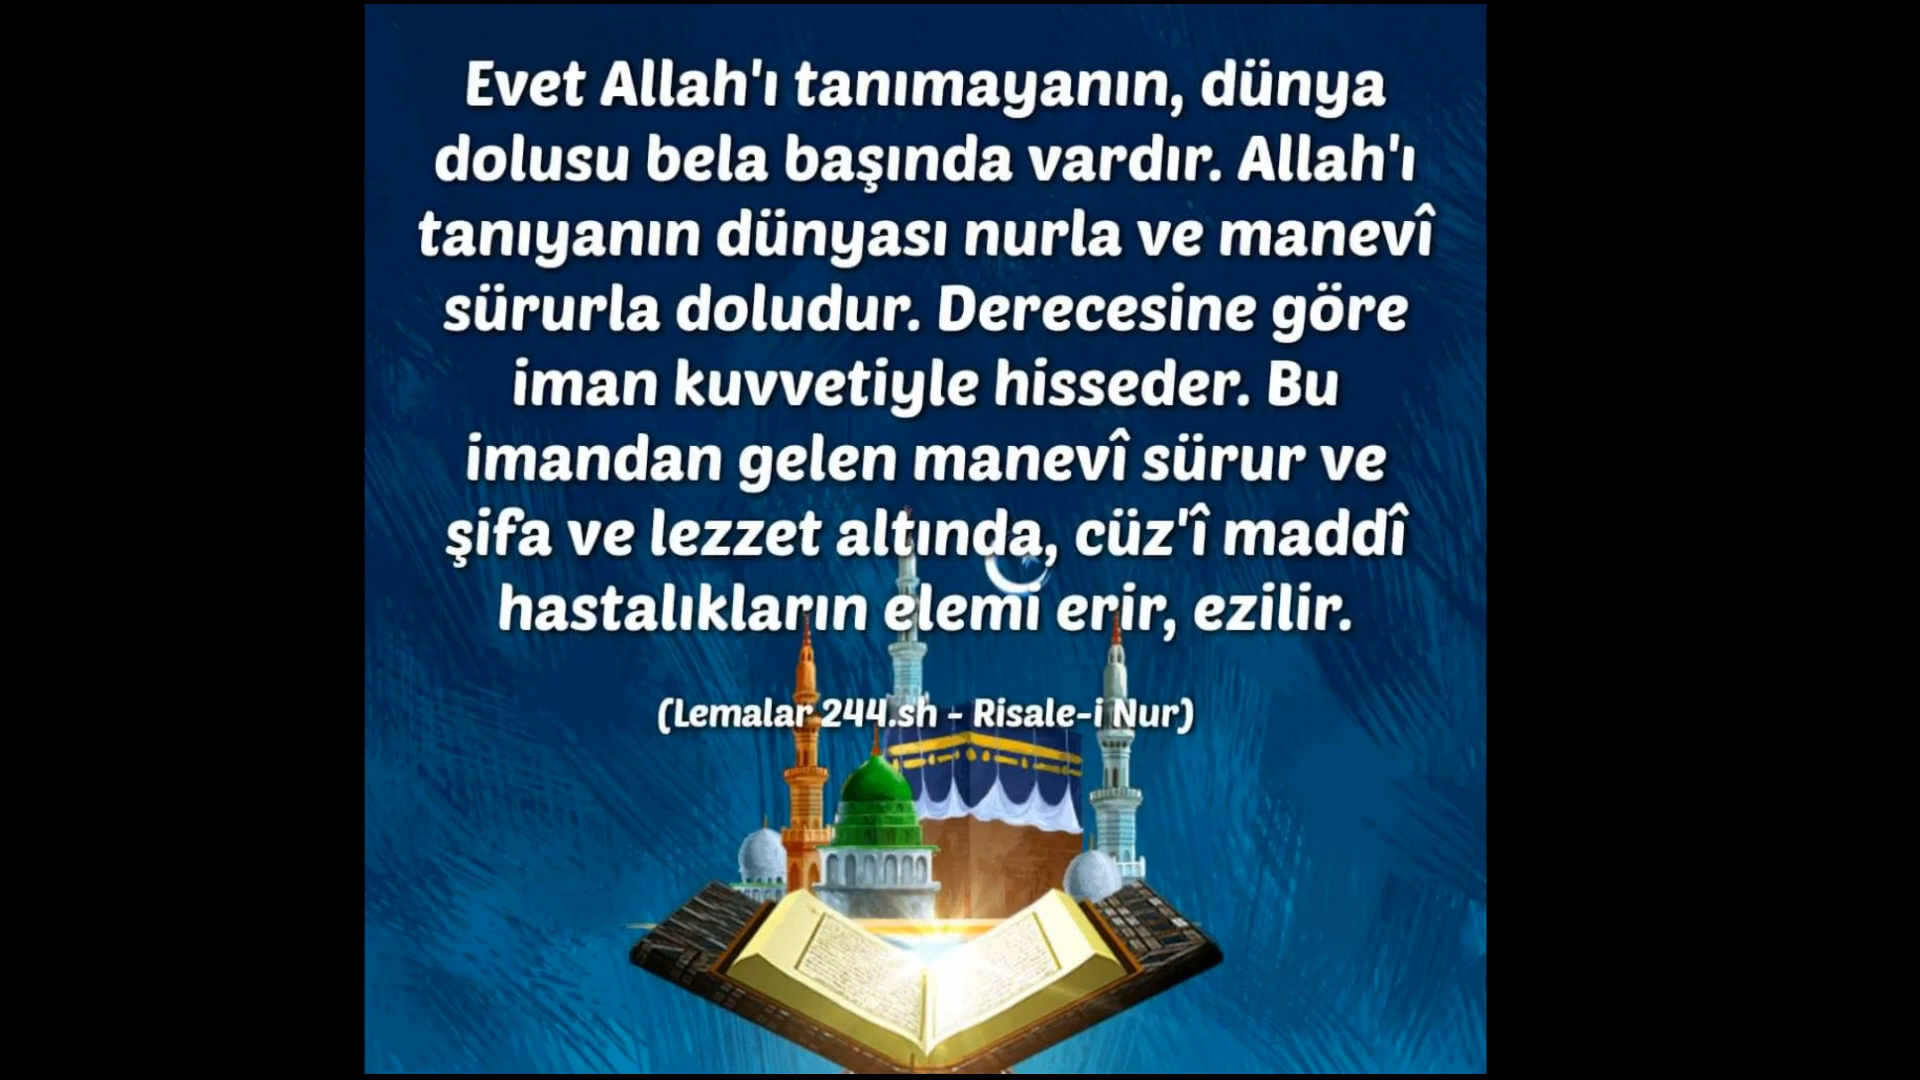 Evet Allah'ı tanımayanın, dünya
dolusu bela başında vardır. Allah'ı
tanıyanın dünyası nurla ve manevî
sürurla doludur. Derecesine göre
iman kuvvetiyle hisseder. Bu
imandan gelen manevî sürur ve
şifa ve lezzet altında, cüz'î maddî
hastalıkların elemi erir, ezilir.
(Lemalar 244.sh - Risale-i Nur)